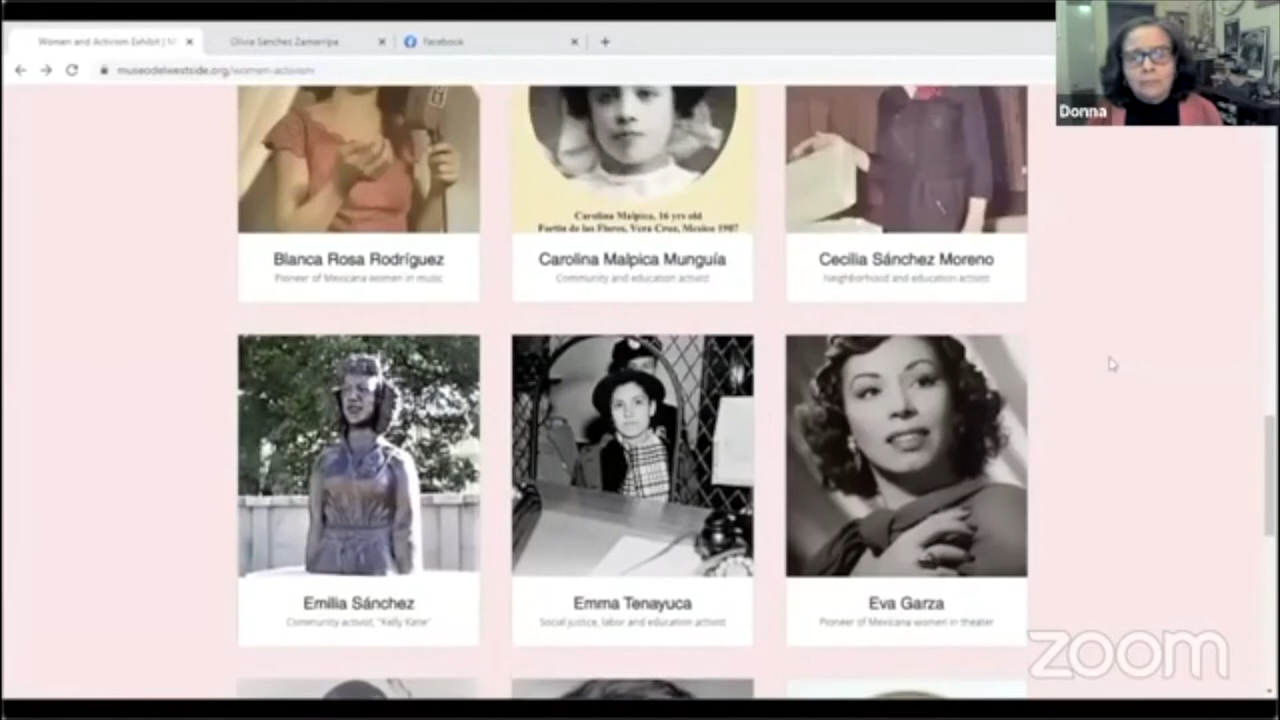 Women and Activism Exhibit | M
Olivia Sanchez Zamarripa
Facebook
museodelwestside.org/women-activism
Donna
Carolina Malpica, 16 yrs old
Fortin de las Flores, Vera Cruz, Mexico 1907
Blanca Rosa Rodríguez
Pioneer of Mexicana women in music
Carolina Malpica Munguía
Community and education activist
Cecilia Sánchez Moreno
Neighborhood and education activist
Emilia Sánchez
Community activist, "Kelly Katie"
Emma Tenayuca
Social justice, labor and education activist
Eva Garza
Pioneer of Mexicana women in theater
zoom